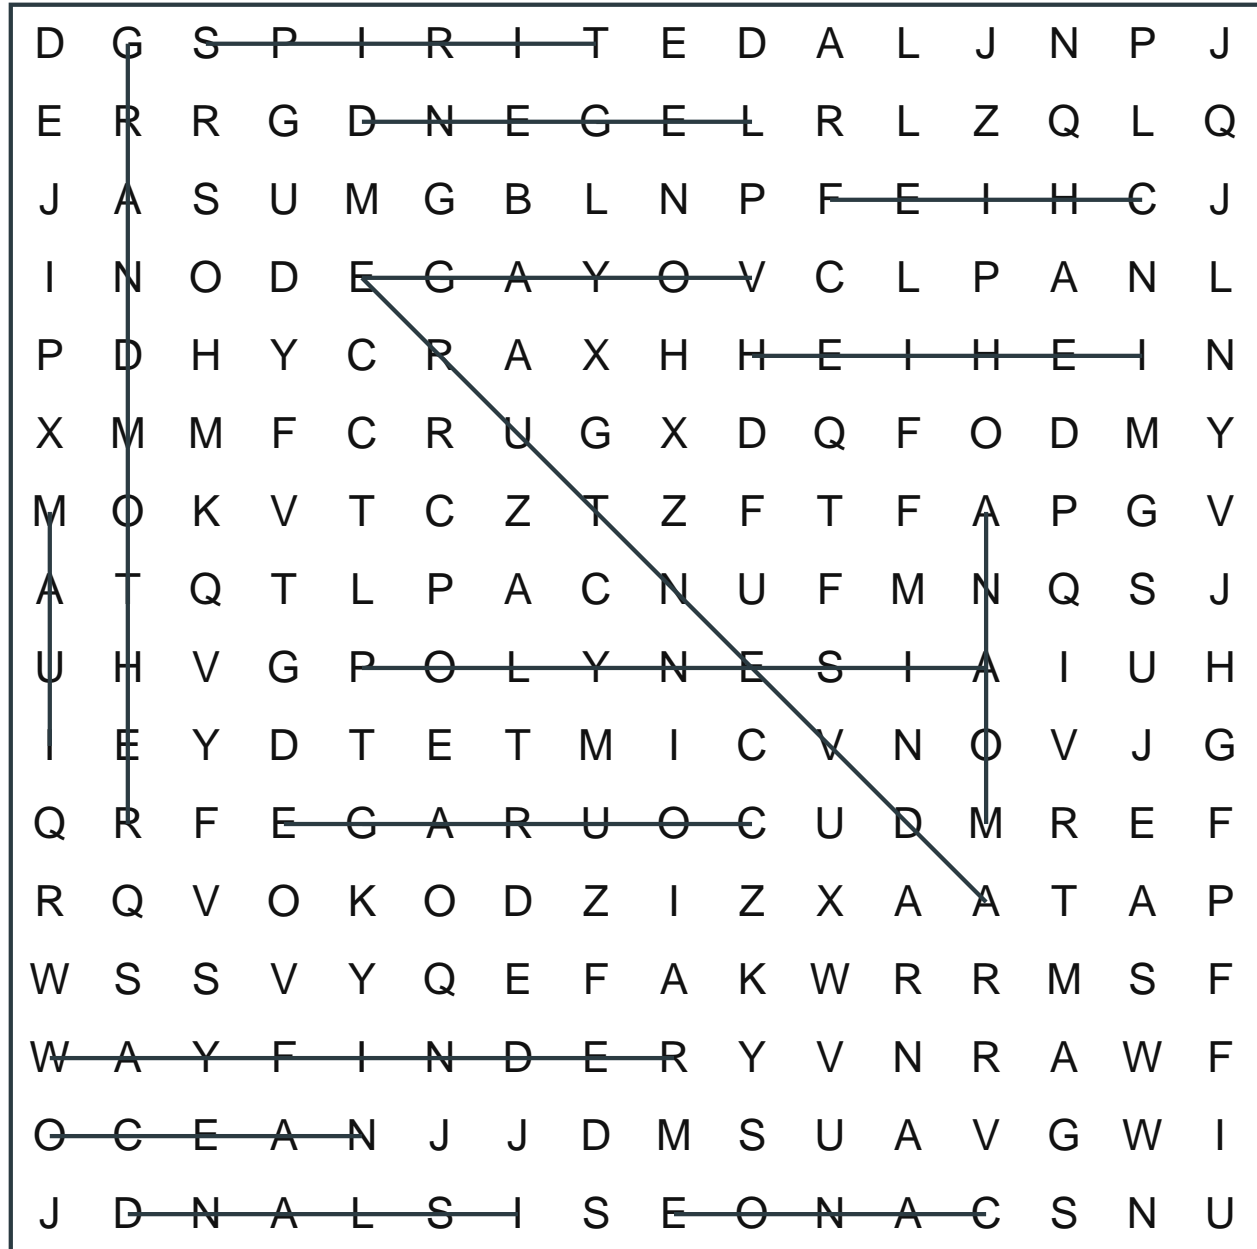 D G S P I R I T E D A L J N P J
E R R G D N E G E L R L Z Q L Q
J A S U M G B L N P F E I H C J
I N O D E G A Y O V C L P A N L
P D H Y C R A X H H E I H E I N
X M M F C R U G X D Q F O D M Y
M O K V T C Z T Z F T F A P G V
A T Q T L P A C N U F M N Q S J
U H V G P O L Y N E S I A I U H
I E Y D T E T M I C V N O V J G
Q R F E G A R U O C U D M R E F
R Q V O K O D Z I Z X A A T A P
W S S V Y Q E F A K W R R M S F
W A Y F I N D E R Y V N R A W F
O C E A N J J D M S U A V G W I
J D N A L S I S E O N A C S N U